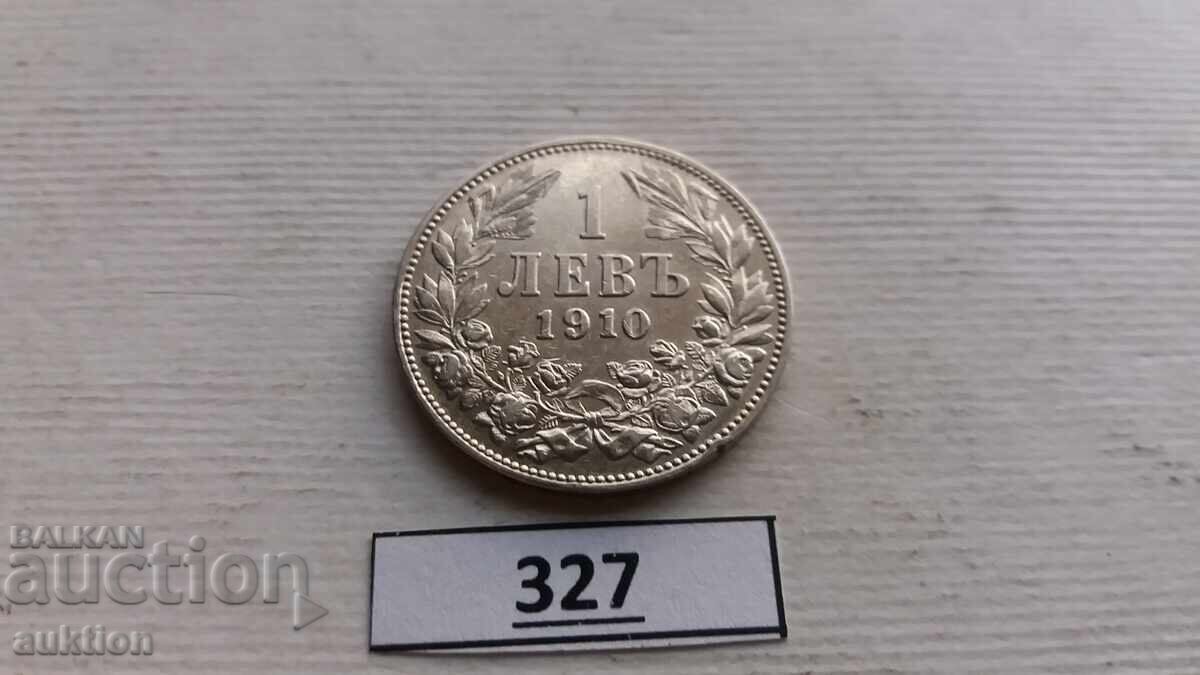 1
ЛЕВЪ
1910
327
BALKAN
auction
auktion